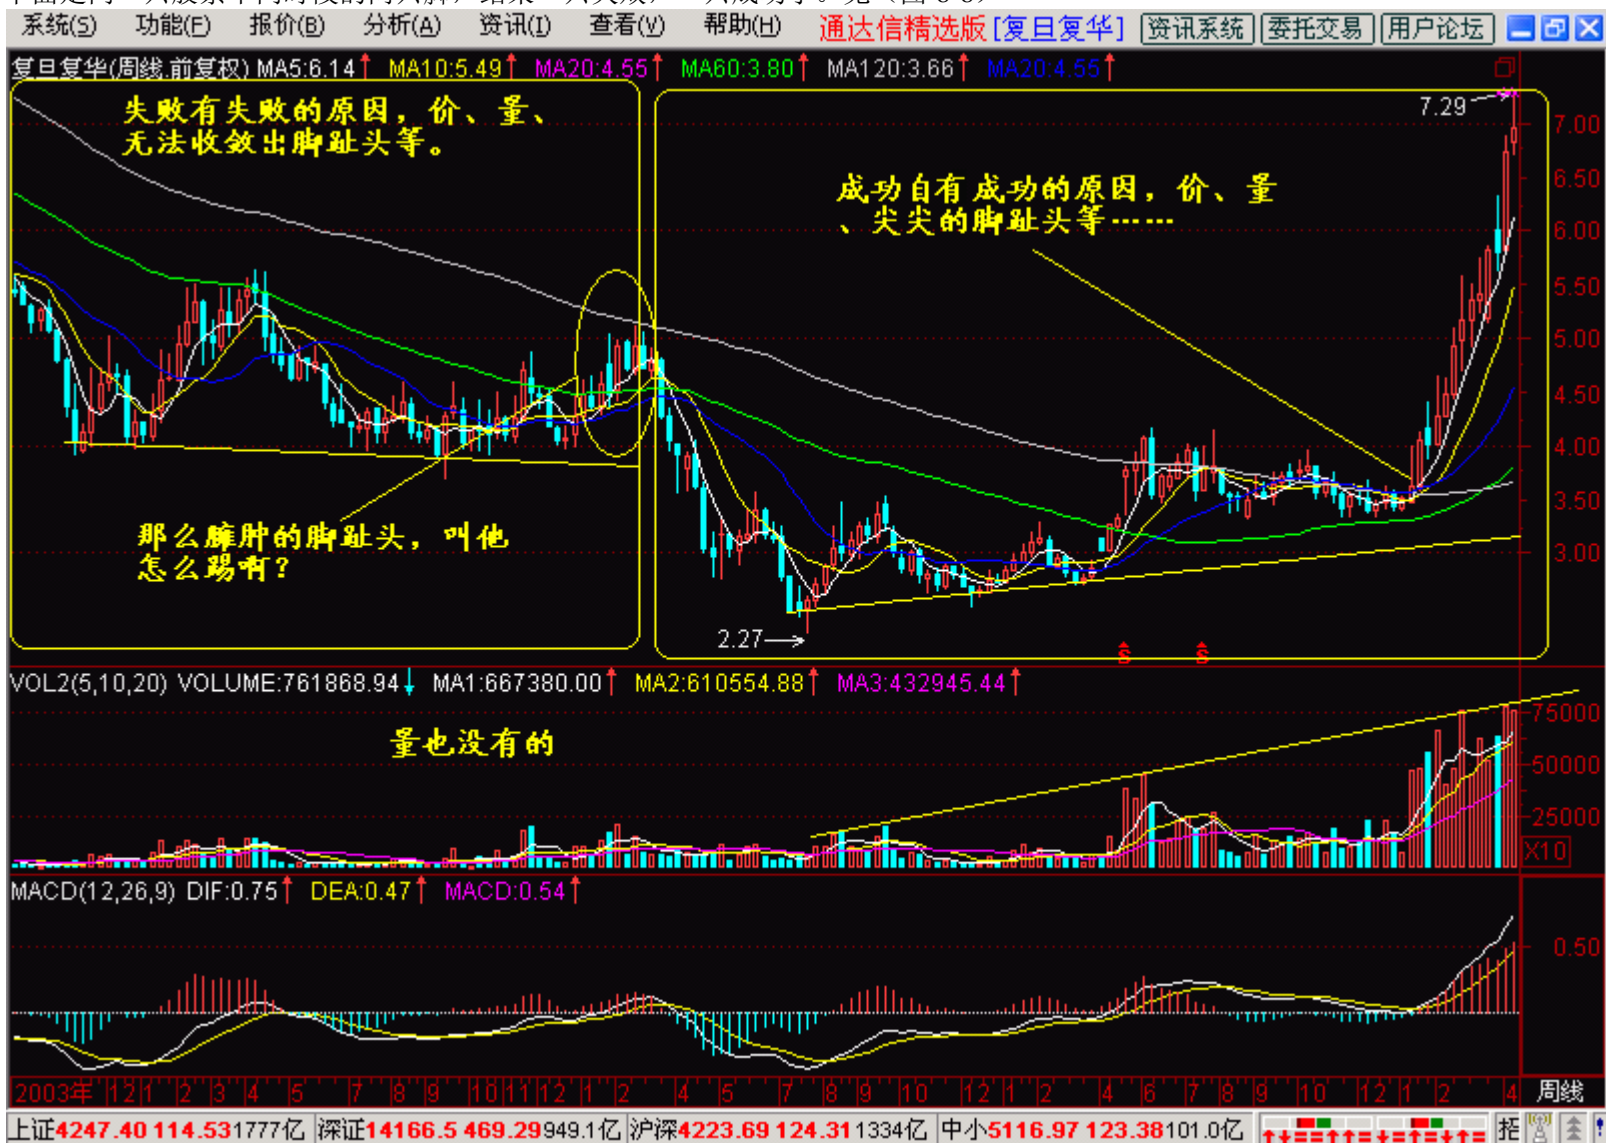 系统(S) 功能(F) 报价(B) 分析(A) 资讯(I) 查看(V) 帮助(H) 通达信精选版 [复旦复华] 资讯系统 委托交易 用户论坛
复旦复华(周线.前复权) MA5:6.14↑ MA10:5.49↑ MA20:4.55↑ MA60:3.80↑ MA120:3.66↑ MA20:4.55↑
失败有失败的原因，价、量、
无法收敛出脚趾头等。
7.29
成功自有成功的原因，价、量
、尖尖的脚趾头等……
7.00
6.50
6.00
5.50
5.00
4.50
4.00
3.50
3.00
那么臃肿的脚趾头，叫他
怎么踢啊？
2.27
S S
VOL2(5,10,20) VOLUME:761868.94↓ MA1:667380.00↑ MA2:610554.88↑ MA3:432945.44↑
量也没有的
75000
50000
25000
X10
MACD(12,26,9) DIF:0.75↑ DEA:0.47↑ MACD:0.54↑
0.50
2003年 12 1 2 3 4 5 7 8 9 10 11 12 1 2 4 5 7 8 9 10 12 1 2 4 6 7 8 9 10 12 1 2 4 周线
上证4247.40 114.53 1777亿 深证14166.5 469.29 949.1亿 沪深4223.69 124.31 1334亿 中小5116.97 123.38 101.0亿